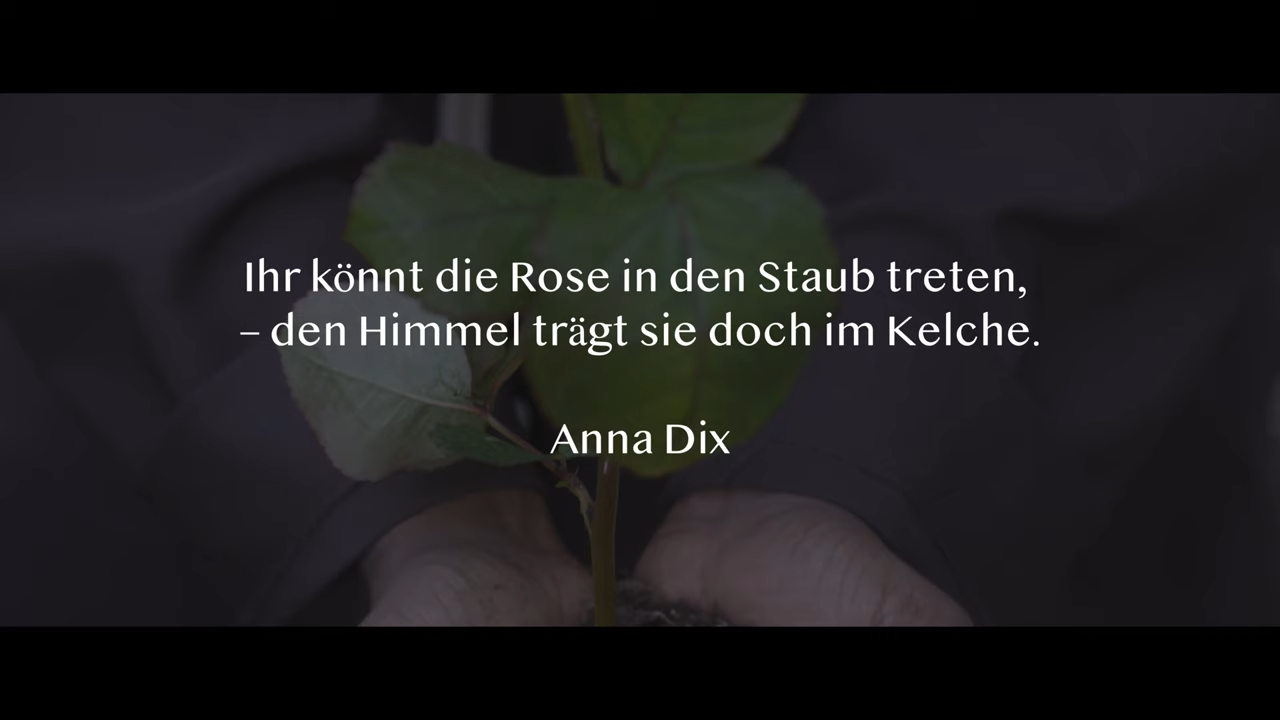 Ihr könnt die Rose in den Staub treten,
– den Himmel trägt sie doch im Kelche.
Anna Dix